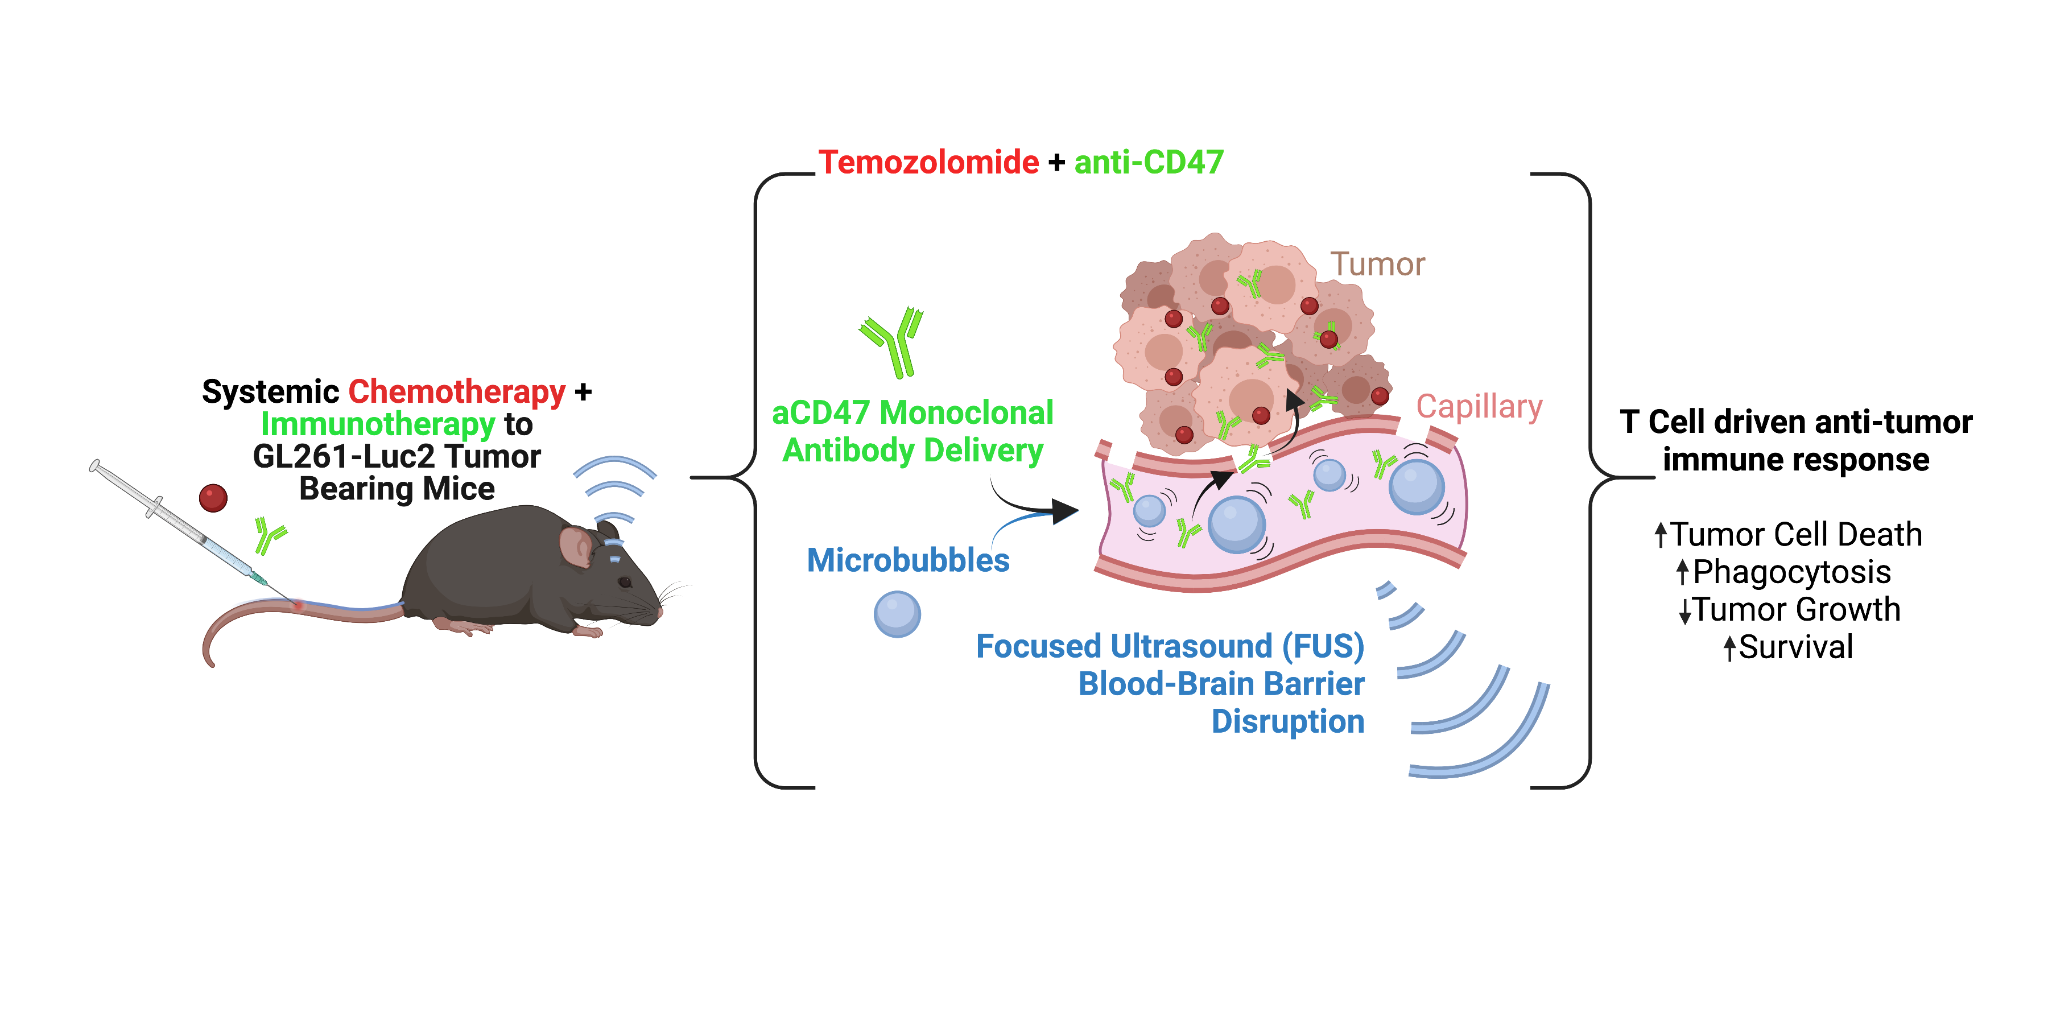 Systemic Chemotherapy +
Immunotherapy to
GL261-Luc2 Tumor
Bearing Mice
Temozolomide + anti-CD47
Tumor
Capillary
aCD47 Monoclonal
Antibody Delivery
Microbubbles
Focused Ultrasound (FUS)
Blood-Brain Barrier
Disruption
T Cell driven anti-tumor
immune response
↑Tumor Cell Death
↑Phagocytosis
↓Tumor Growth
↑Survival